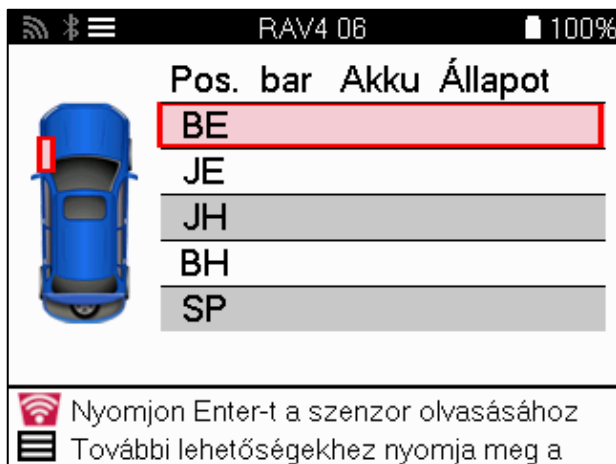 RAV4 06 100%
Pos. bar Akku Állapot
BE
JE
JH
BH
SP
Nyomjon Enter-t a szenzor olvasásához
További lehetőségekhez nyomja meg a